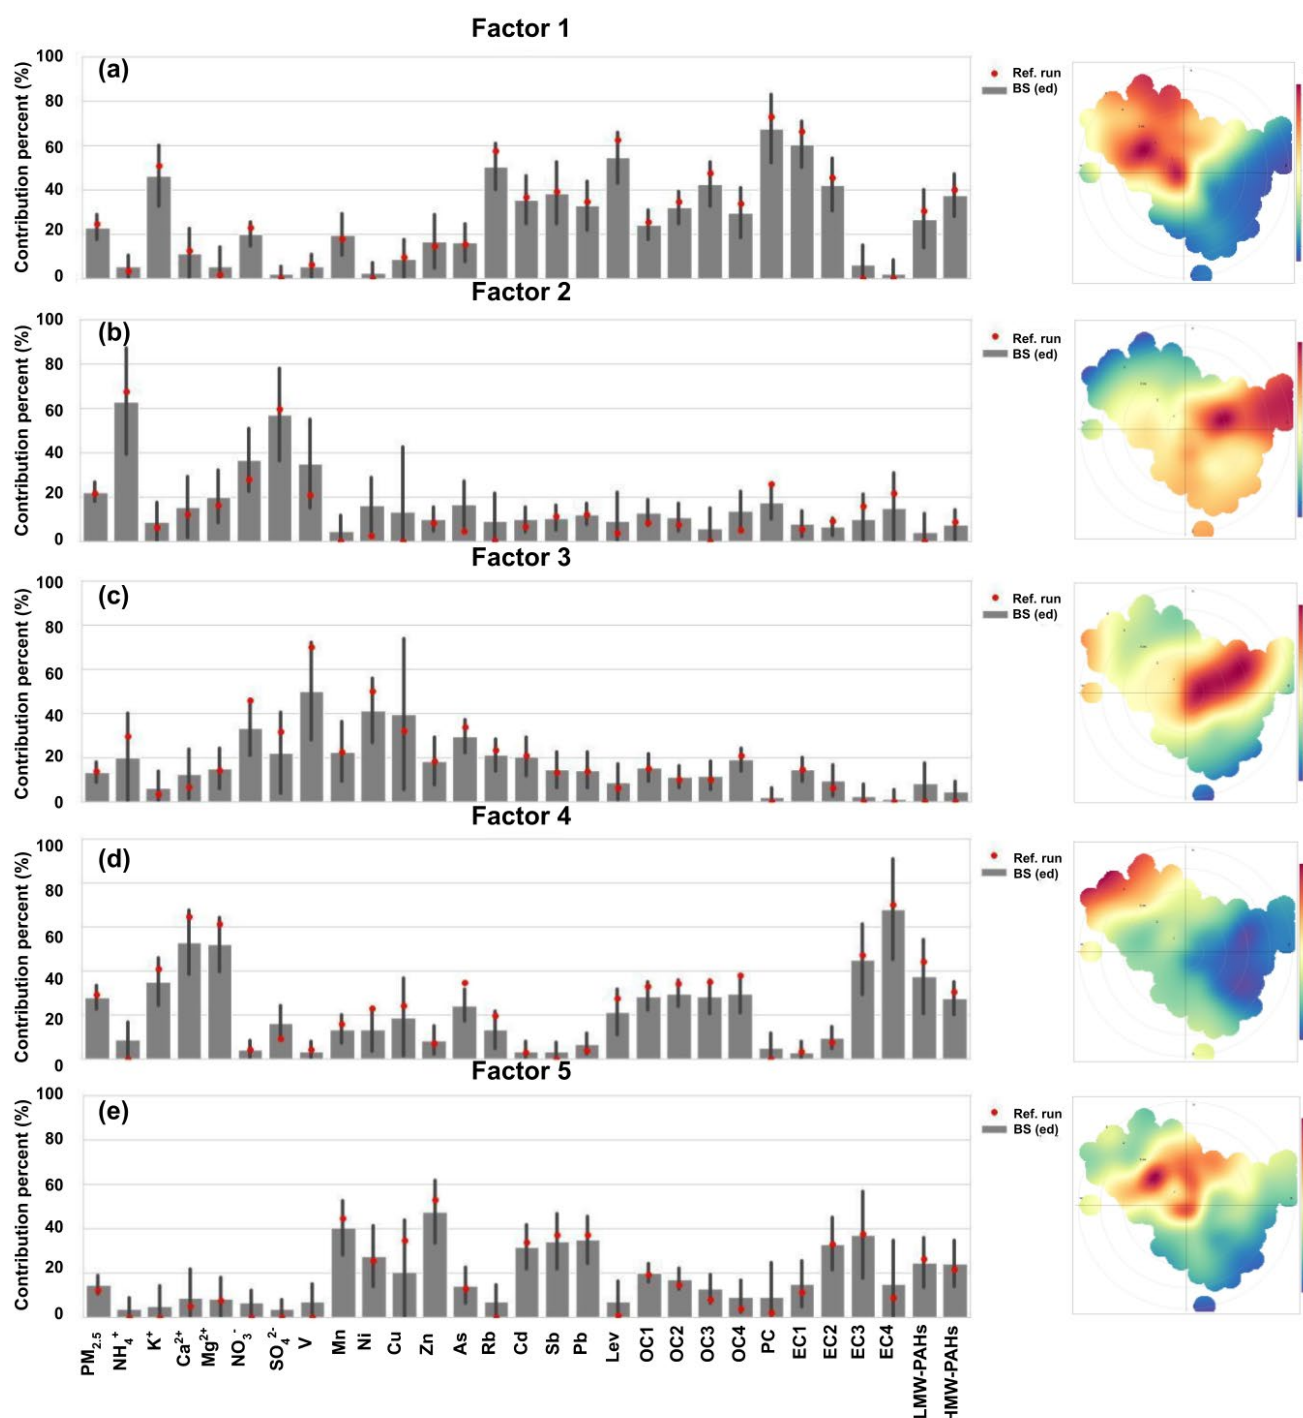 Factor 1
100
80
60
40
20
0
Contribution percent (%)
(a)
Ref. run
BS (ed)
Factor 2
100
80
60
40
20
0
Contribution percent (%)
(b)
Ref. run
BS (ed)
Factor 3
100
80
60
40
20
0
Contribution percent (%)
(c)
Ref. run
BS (ed)
Factor 4
100
80
60
40
20
0
Contribution percent (%)
(d)
Ref. run
BS (ed)
Factor 5
100
80
60
40
20
0
Contribution percent (%)
(e)
Ref. run
BS (ed)
PM2.5
NH4+
K+
Ca2+
Mg2+
NO3-
SO42-
V
Mn
Ni
Cu
Zn
As
Rb
Cd
Sb
Pb
Lev
OC1
OC2
OC3
OC4
PC
EC1
EC2
EC3
EC4
LMW-PAHs
HMW-PAHs